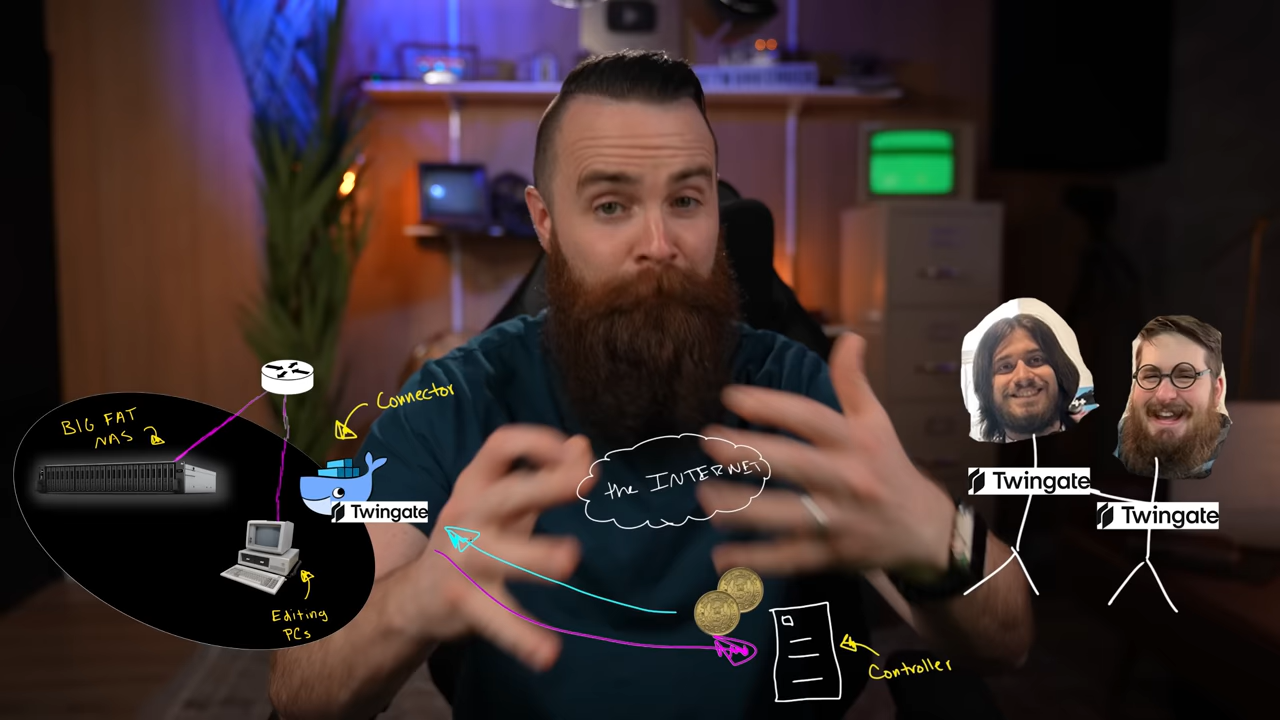 Connector
BIG FAT
NAS
the INTERNET
Twingate
Twingate
Twingate
Editing
PCs
Controller